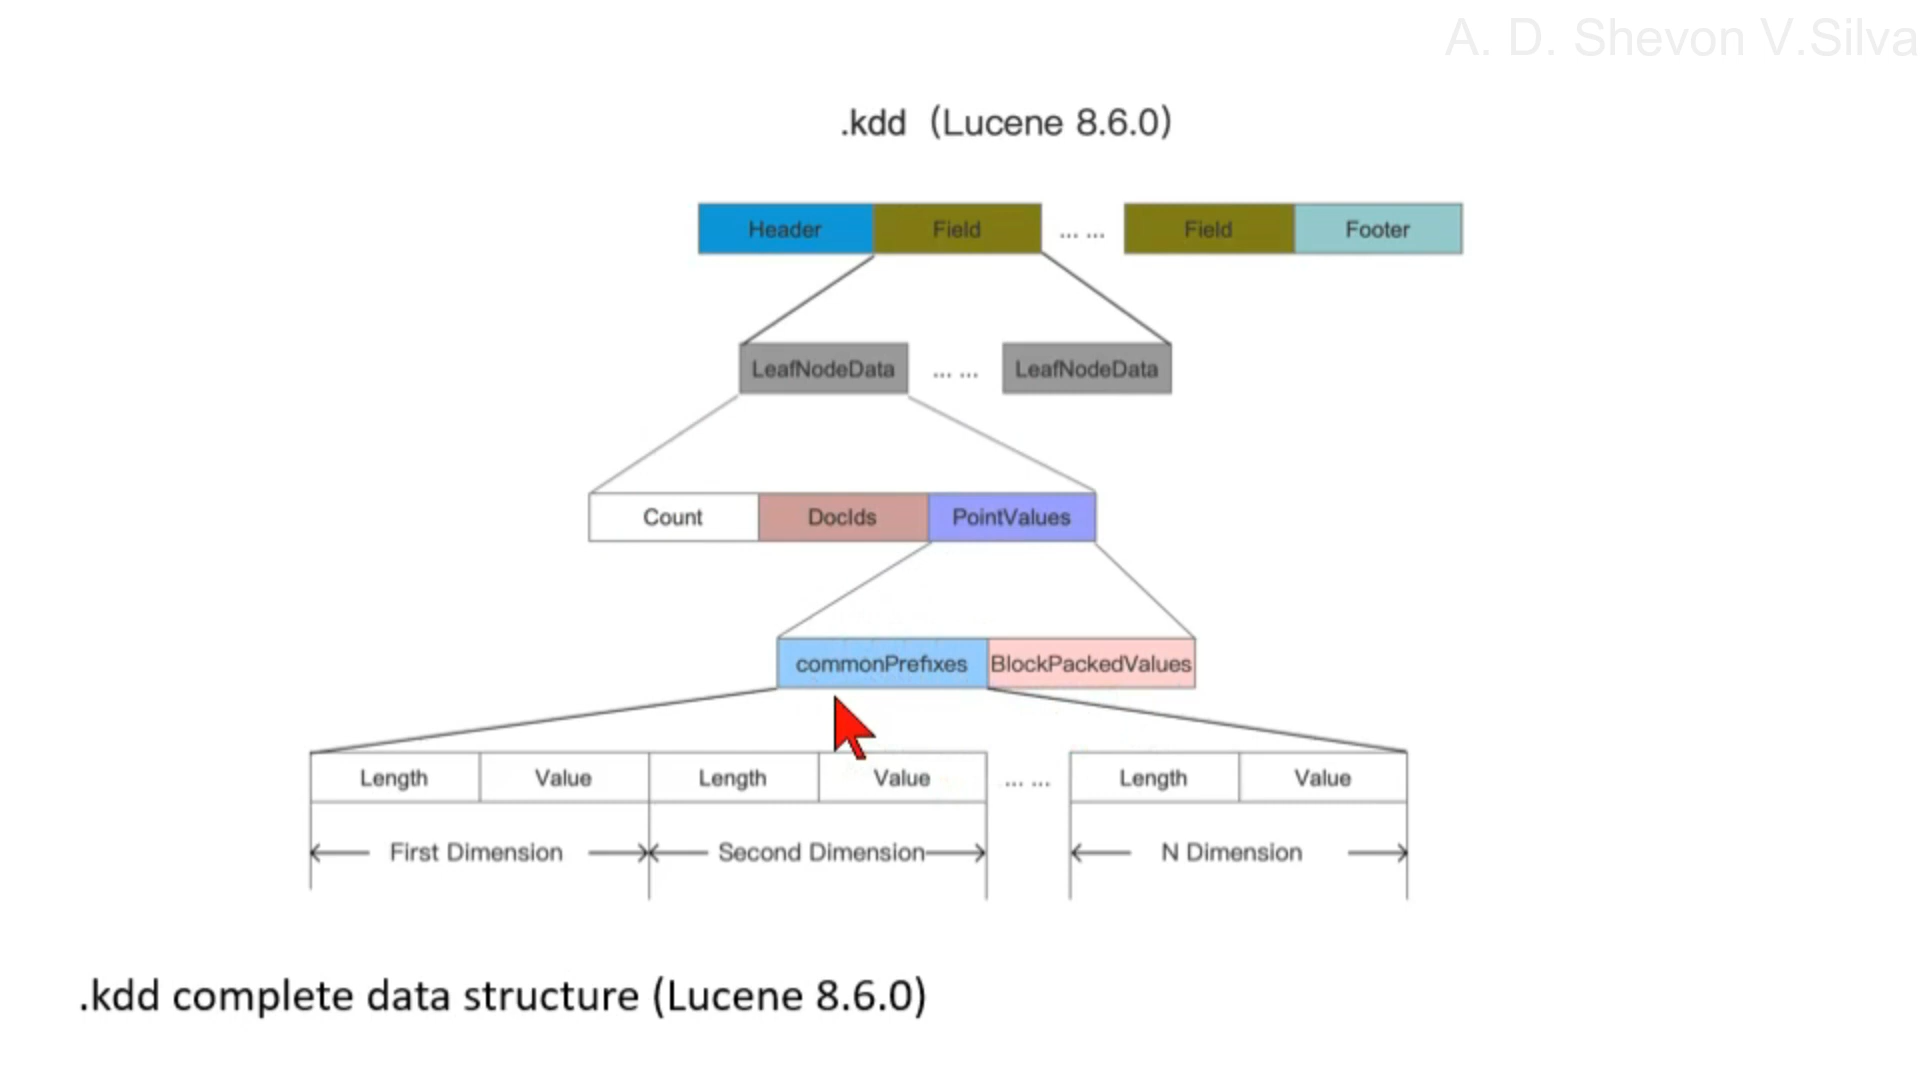 A. D. Shevon V.Silva
.kdd (Lucene 8.6.0)
Header Field ... ... Field Footer
LeafNodeData ... ... LeafNodeData
Count DocIds PointValues
commonPrefixes BlockPackedValues
Length Value Length Value ... ... Length Value
First Dimension Second Dimension N Dimension
.kdd complete data structure (Lucene 8.6.0)